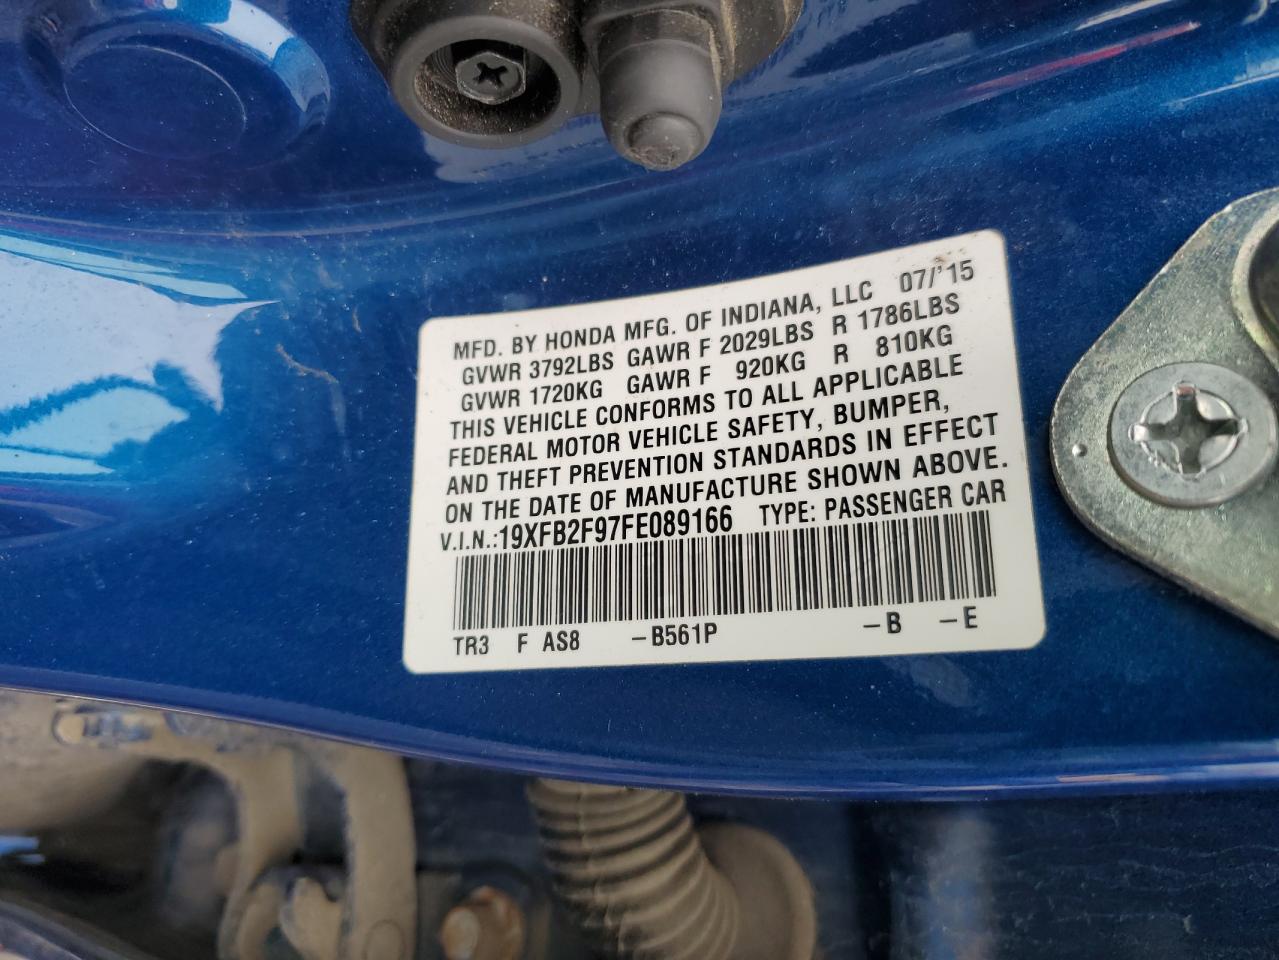 MFD. BY HONDA MFG. OF INDIANA, LLC 07/'15
GVWR 3792LBS GAWR F 2029LBS R 1786LBS
GVWR 1720KG GAWR F 920KG R 810KG
THIS VEHICLE CONFORMS TO ALL APPLICABLE
FEDERAL MOTOR VEHICLE SAFETY, BUMPER,
AND THEFT PREVENTION STANDARDS IN EFFECT
ON THE DATE OF MANUFACTURE SHOWN ABOVE.
V.I.N.:19XFB2F97FE089166 TYPE: PASSENGER CAR
TR3 F AS8 -B561P -B -E